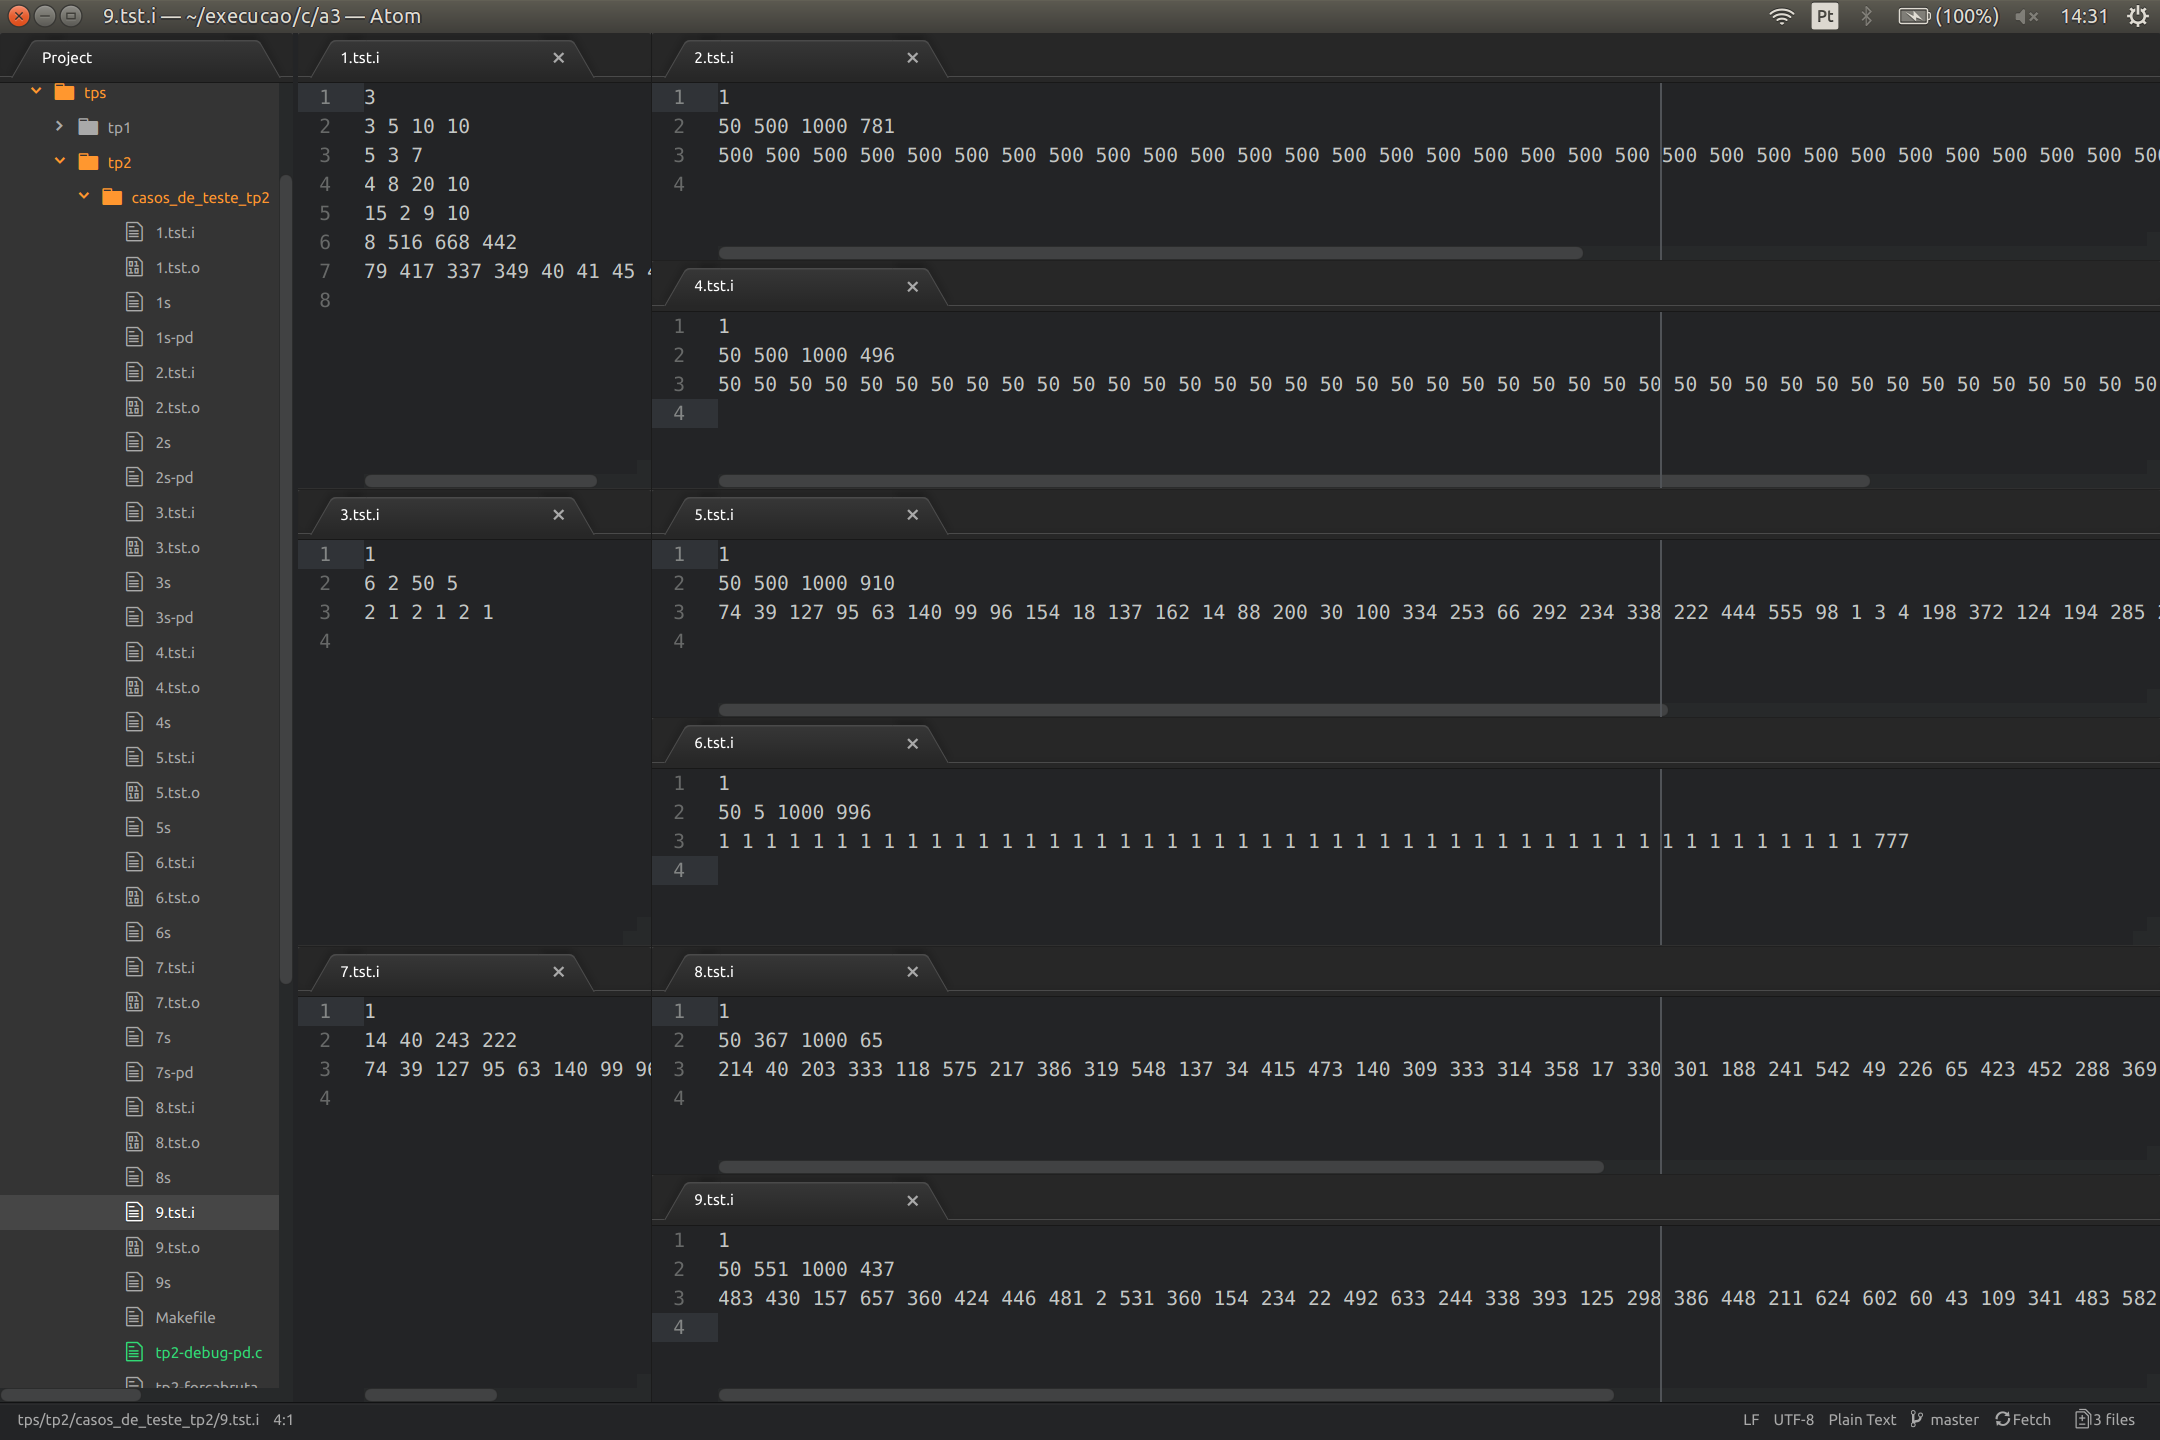 9.tst.i — ~/execucao/c/a3 — Atom
Pt (100%) 14:31
Project
tps
tp1
tp2
casos_de_teste_tp2
1.tst.i
1.tst.o
1s
1s-pd
2.tst.i
2.tst.o
2s
2s-pd
3.tst.i
3.tst.o
3s
3s-pd
4.tst.i
4.tst.o
4s
5.tst.i
5.tst.o
5s
6.tst.i
6.tst.o
6s
7.tst.i
7.tst.o
7s
7s-pd
8.tst.i
8.tst.o
8s
9.tst.i
9.tst.o
9s
Makefile
tp2-debug-pd.c
tp2-forcabruta
1.tst.i
1 3
2 3 5 10 10
3 5 3 7
4 4 8 20 10
5 15 2 9 10
6 8 516 668 442
7 79 417 337 349 40 41 45
8
2.tst.i
1 1
2 50 500 1000 781
3 500 500 500 500 500 500 500 500 500 500 500 500 500 500 500 500 500 500 500 500 500 500 500 500 500 500 500 500 500 500
4
4.tst.i
1 1
2 50 500 1000 496
3 50 50 50 50 50 50 50 50 50 50 50 50 50 50 50 50 50 50 50 50 50 50 50 50 50 50 50 50 50 50 50 50 50 50 50 50 50 50 50 50 50
4
3.tst.i
1 1
2 6 2 50 5
3 2 1 2 1 2 1
4
5.tst.i
1 1
2 50 500 1000 910
3 74 39 127 95 63 140 99 96 154 18 137 162 14 88 200 30 100 334 253 66 292 234 338 222 444 555 98 1 3 4 198 372 124 194 285
4
6.tst.i
1 1
2 50 5 1000 996
3 1 1 1 1 1 1 1 1 1 1 1 1 1 1 1 1 1 1 1 1 1 1 1 1 1 1 1 1 1 1 1 1 1 1 1 1 1 1 1 1 1 1 1 1 1 1 1 1 1 777
4
7.tst.i
1 1
2 14 40 243 222
3 74 39 127 95 63 140 99 96
4
8.tst.i
1 1
2 50 367 1000 65
3 214 40 203 333 118 575 217 386 319 548 137 34 415 473 140 309 333 314 358 17 330 301 188 241 542 49 226 65 423 452 288 369
4
9.tst.i
1 1
2 50 551 1000 437
3 483 430 157 657 360 424 446 481 2 531 360 154 234 22 492 633 244 338 393 125 298 386 448 211 624 602 60 43 109 341 483 582
4
tps/tp2/casos_de_teste_tp2/9.tst.i 4:1
LF UTF-8 Plain Text master Fetch 3 files